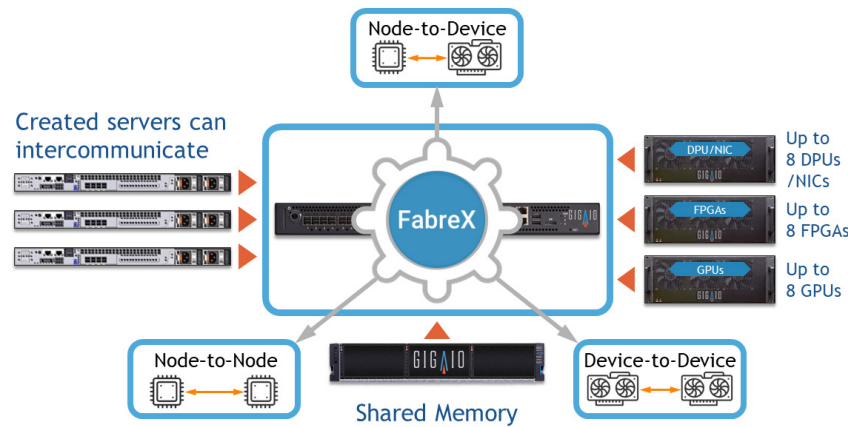 Node-to-Device
Created servers can
intercommunicate
FabreX
GIGAIO
DPU/NIC
GIGAIO
Up to
8 DPUs
/NICs
FPGAs
GIGAIO
Up to
8 FPGAs
GPUs
GIGAIO
Up to
8 GPUs
Node-to-Node
GIGAIO
Shared Memory
Device-to-Device